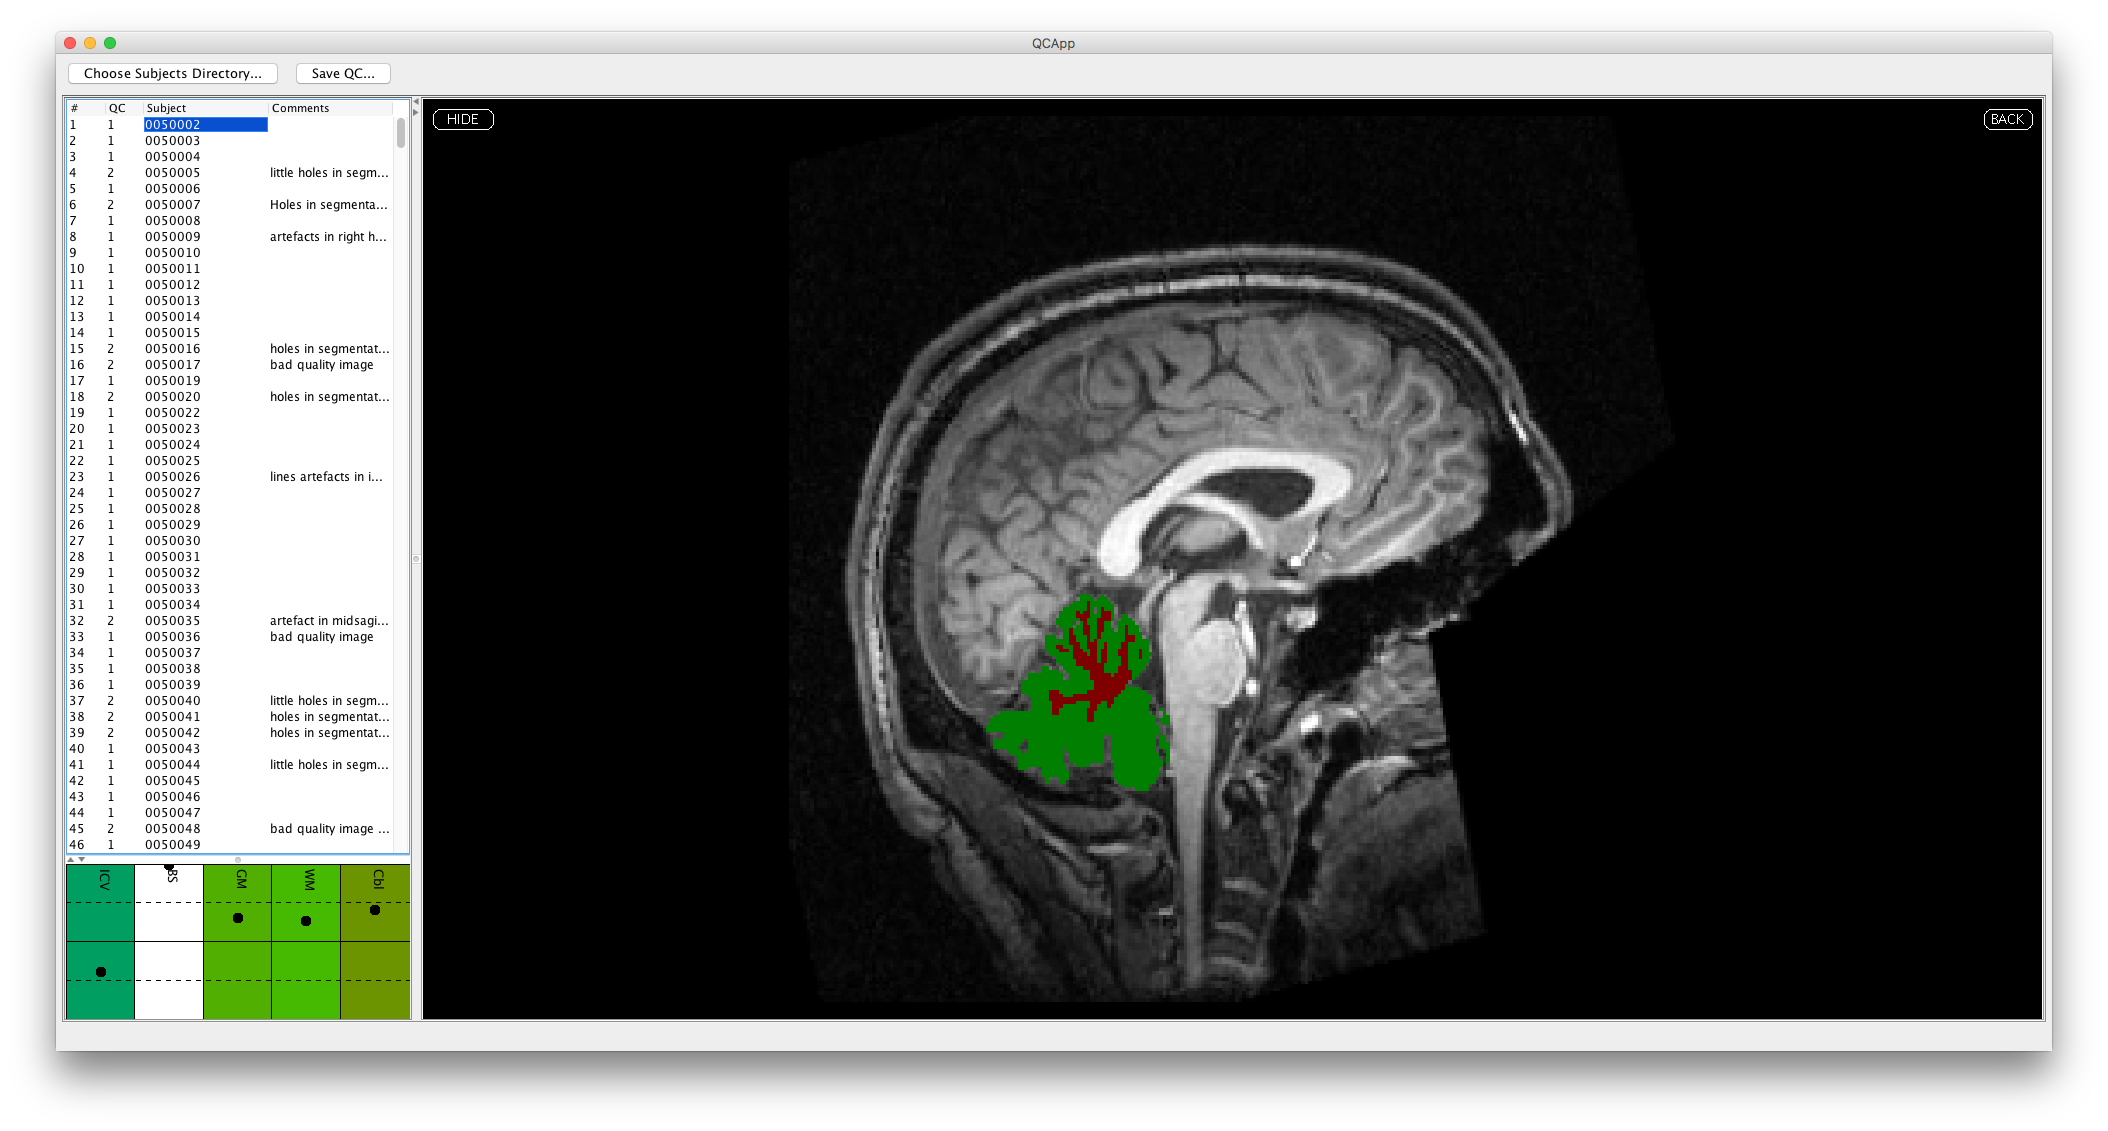 QCApp
Choose Subjects Directory... Save QC...
# QC Subject Comments
1 1 0050002
2 1 0050003
3 1 0050004
4 2 0050005 little holes in segm...
5 1 0050006
6 2 0050007 Holes in segmenta...
7 1 0050008
8 1 0050009 artefacts in right h...
9 1 0050010
10 1 0050011
11 1 0050012
12 1 0050013
13 1 0050014
14 1 0050015
15 2 0050016 holes in segmentat...
16 2 0050017 bad quality image
17 1 0050019
18 2 0050020 holes in segmentat...
19 1 0050022
20 1 0050023
21 1 0050024
22 1 0050025
23 1 0050026 lines artefacts in i...
24 1 0050027
25 1 0050028
26 1 0050029
27 1 0050030
28 1 0050031
29 1 0050032
30 1 0050033
31 1 0050034
32 2 0050035 artefact in midsagi...
33 1 0050036 bad quality image
34 1 0050037
35 1 0050038
36 1 0050039
37 2 0050040 little holes in segm...
38 2 0050041 holes in segmentat...
39 2 0050042 holes in segmentat...
40 1 0050043
41 1 0050044 little holes in segm...
42 1 0050045
43 1 0050046
44 1 0050047
45 2 0050048 bad quality image ...
46 1 0050049
ICV BS GM WM Cbl
HIDE
BACK